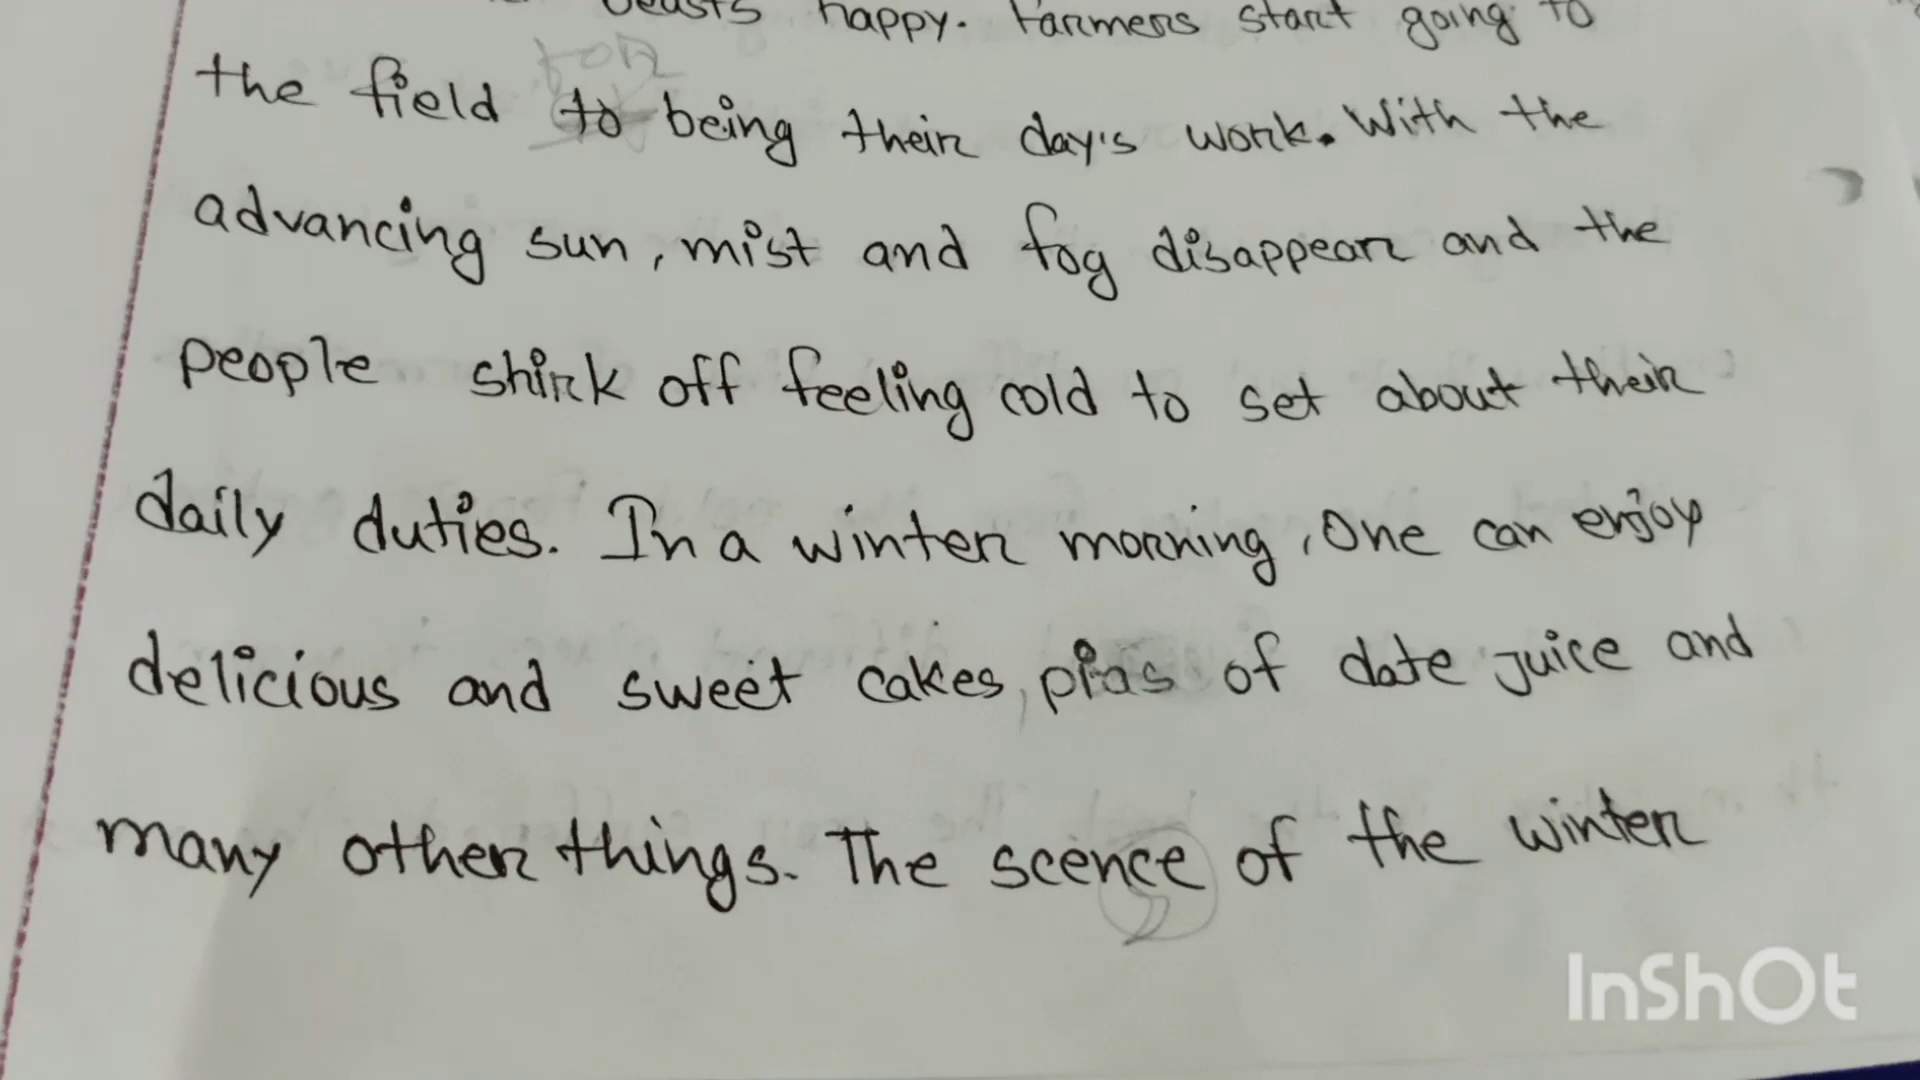 beasts happy. Farmers start going to
for
the field to being their day's work. With the
advancing sun, mist and fog disappear and the
people shirk off feeling cold to set about their
daily duties. In a winter morning, One can enjoy
delicious and sweet cakes, pias of date juice and
many other things. The scence of the winter
InShOt